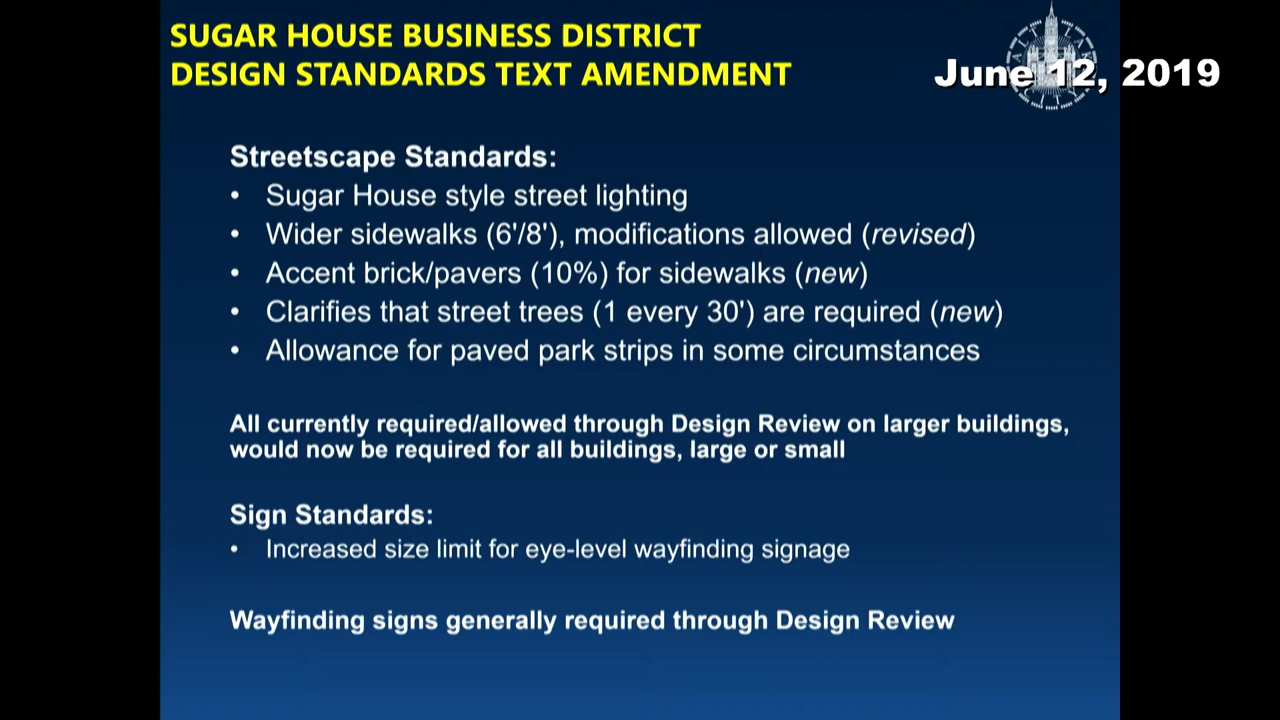 SUGAR HOUSE BUSINESS DISTRICT
DESIGN STANDARDS TEXT AMENDMENT
June 12, 2019
Streetscape Standards:
• Sugar House style street lighting
• Wider sidewalks (6'/8'), modifications allowed (revised)
• Accent brick/pavers (10%) for sidewalks (new)
• Clarifies that street trees (1 every 30') are required (new)
• Allowance for paved park strips in some circumstances
All currently required/allowed through Design Review on larger buildings,
would now be required for all buildings, large or small
Sign Standards:
• Increased size limit for eye-level wayfinding signage
Wayfinding signs generally required through Design Review